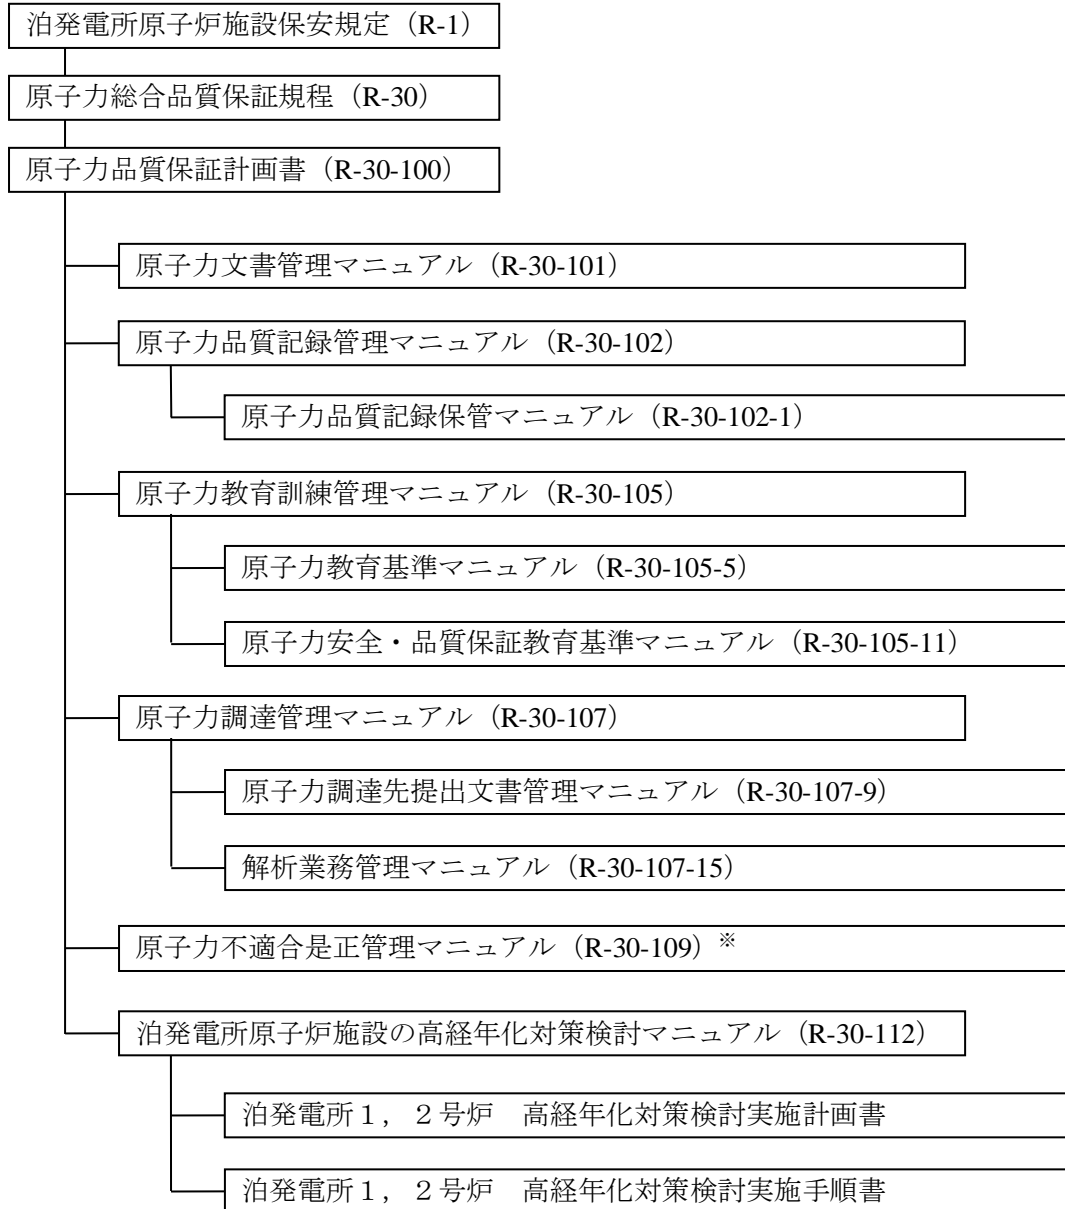 泊発電所原子炉施設保安規定（R-1）
原子力総合品質保証規程（R-30）
原子力品質保証計画書（R-30-100）
原子力文書管理マニュアル（R-30-101）
原子力品質記録管理マニュアル（R-30-102）
原子力品質記録保管マニュアル（R-30-102-1）
原子力教育訓練管理マニュアル（R-30-105）
原子力教育基準マニュアル（R-30-105-5）
原子力安全・品質保証教育基準マニュアル（R-30-105-11）
原子力調達管理マニュアル（R-30-107）
原子力調達先提出文書管理マニュアル（R-30-107-9）
解析業務管理マニュアル（R-30-107-15）
原子力不適合是正管理マニュアル（R-30-109）※
泊発電所原子炉施設の高経年化対策検討マニュアル（R-30-112）
泊発電所１，２号炉　高経年化対策検討実施計画書
泊発電所１，２号炉　高経年化対策検討実施手順書